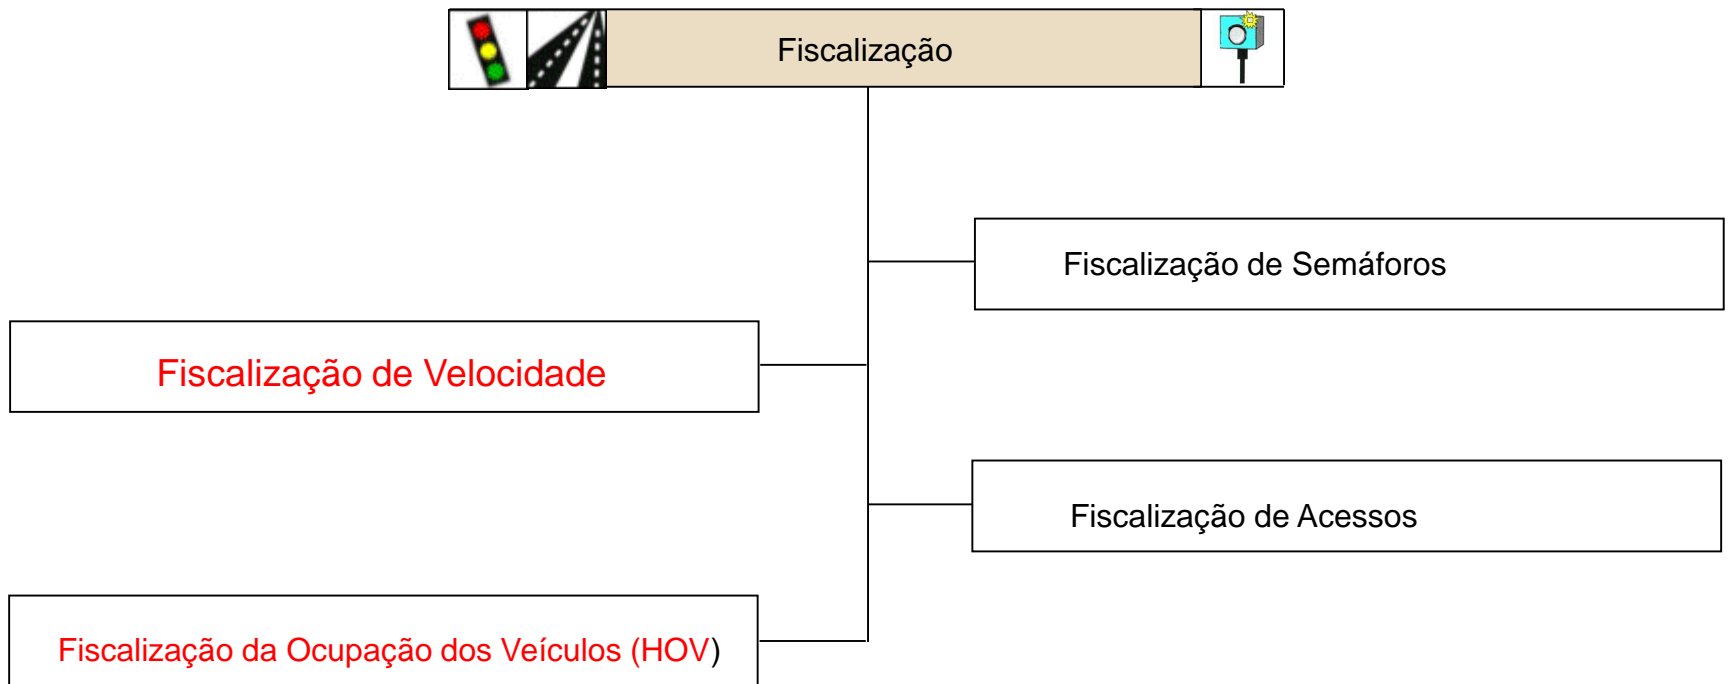 Fiscalização
Fiscalização de Semáforos
Fiscalização de Velocidade
Fiscalização de Acessos
Fiscalização da Ocupação dos Veículos (HOV)